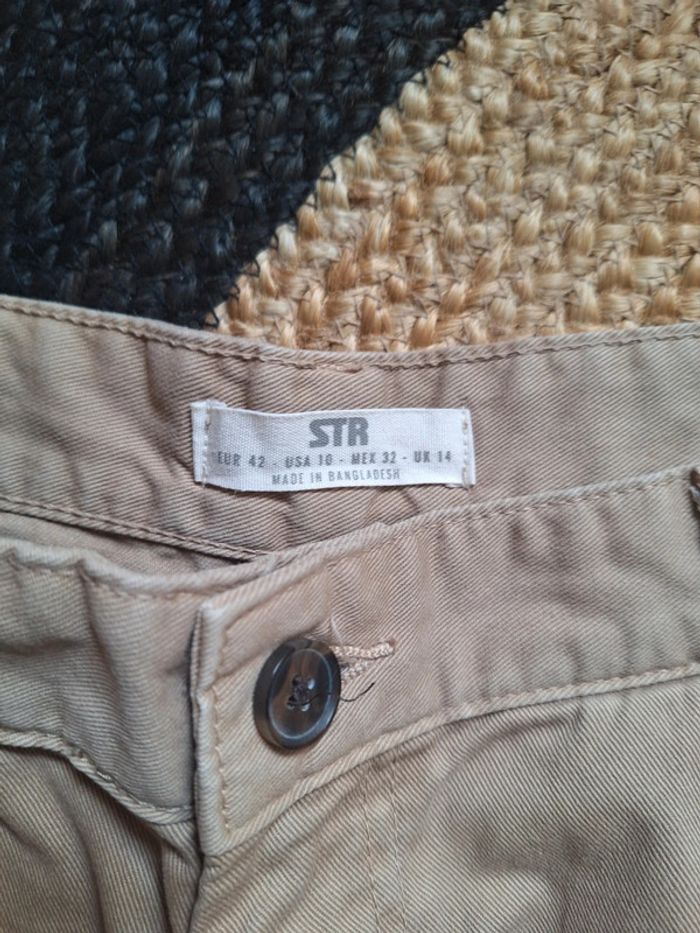 STR
EUR 42 - USA 10 - MEX 32 - UK 14
MADE IN BANGLADESH